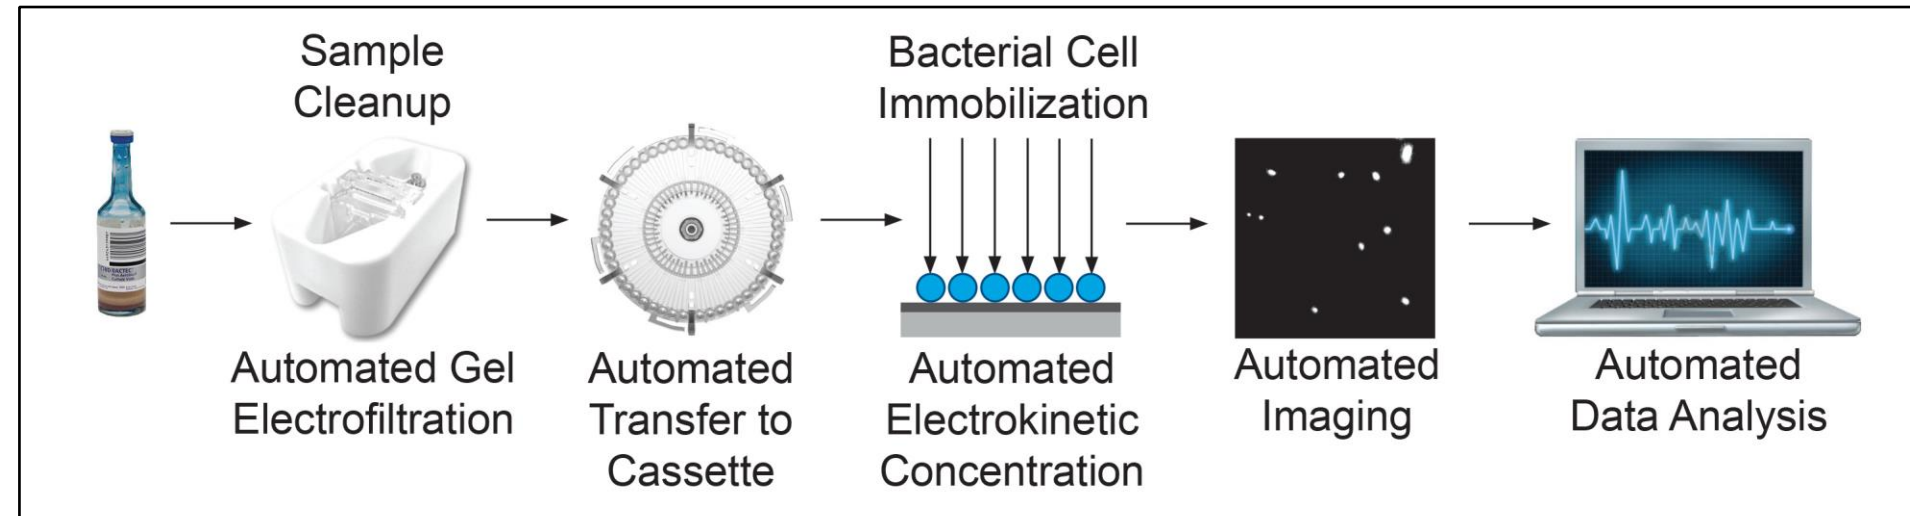 Sample
Cleanup
Bacterial Cell
Immobilization
BACTEC
Automated Gel
Electrofiltration
Automated
Transfer to
Cassette
Automated
Electrokinetic
Concentration
Automated
Imaging
Automated
Data Analysis